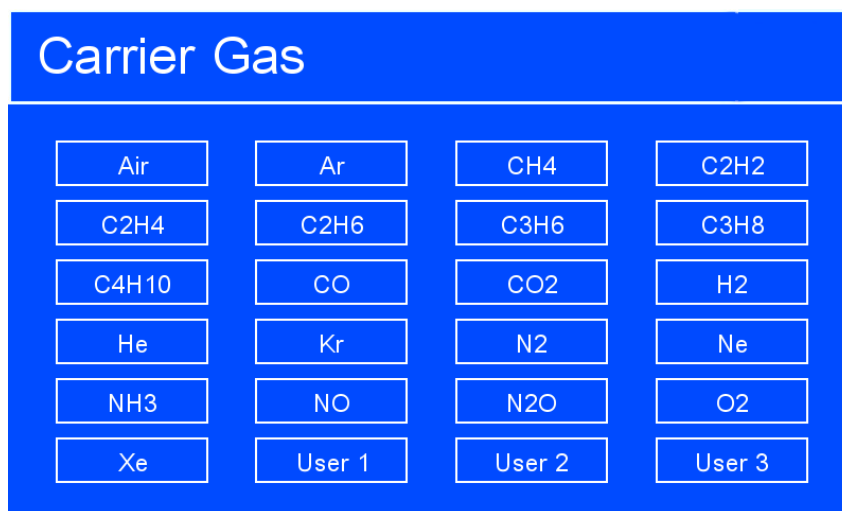 Carrier Gas
Air Ar CH4 C2H2
C2H4 C2H6 C3H6 C3H8
C4H10 CO CO2 H2
He Kr N2 Ne
NH3 NO N2O O2
Xe User 1 User 2 User 3